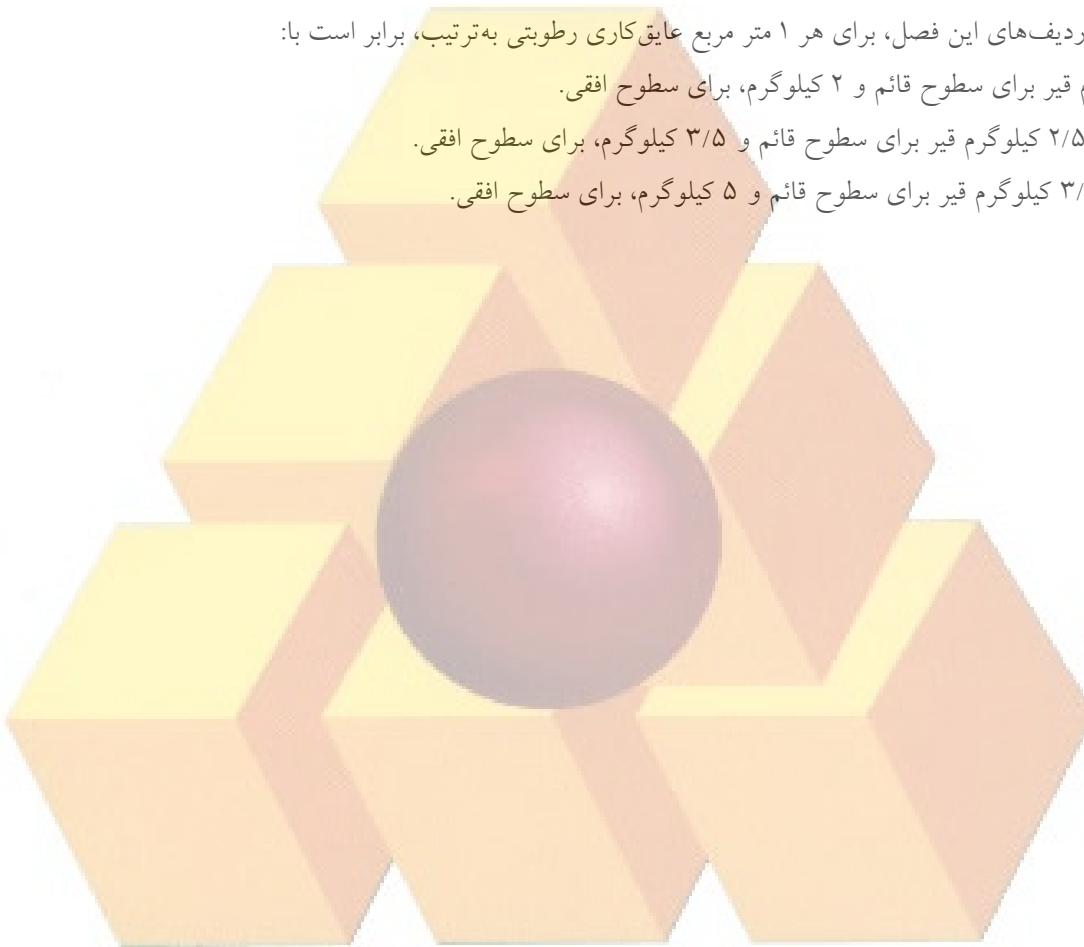 ردیف‌های این فصل، برای هر ۱ متر مربع عایق‌کاری رطوبتی به‌ترتیب، برابر است با:
قیر برای سطوح قائم و ۲ کیلوگرم، برای سطوح افقی.
۲/۵ کیلوگرم قیر برای سطوح قائم و ۳/۵ کیلوگرم، برای سطوح افقی.
کیلوگرم قیر برای سطوح قائم و ۵ کیلوگرم، برای سطوح افقی.